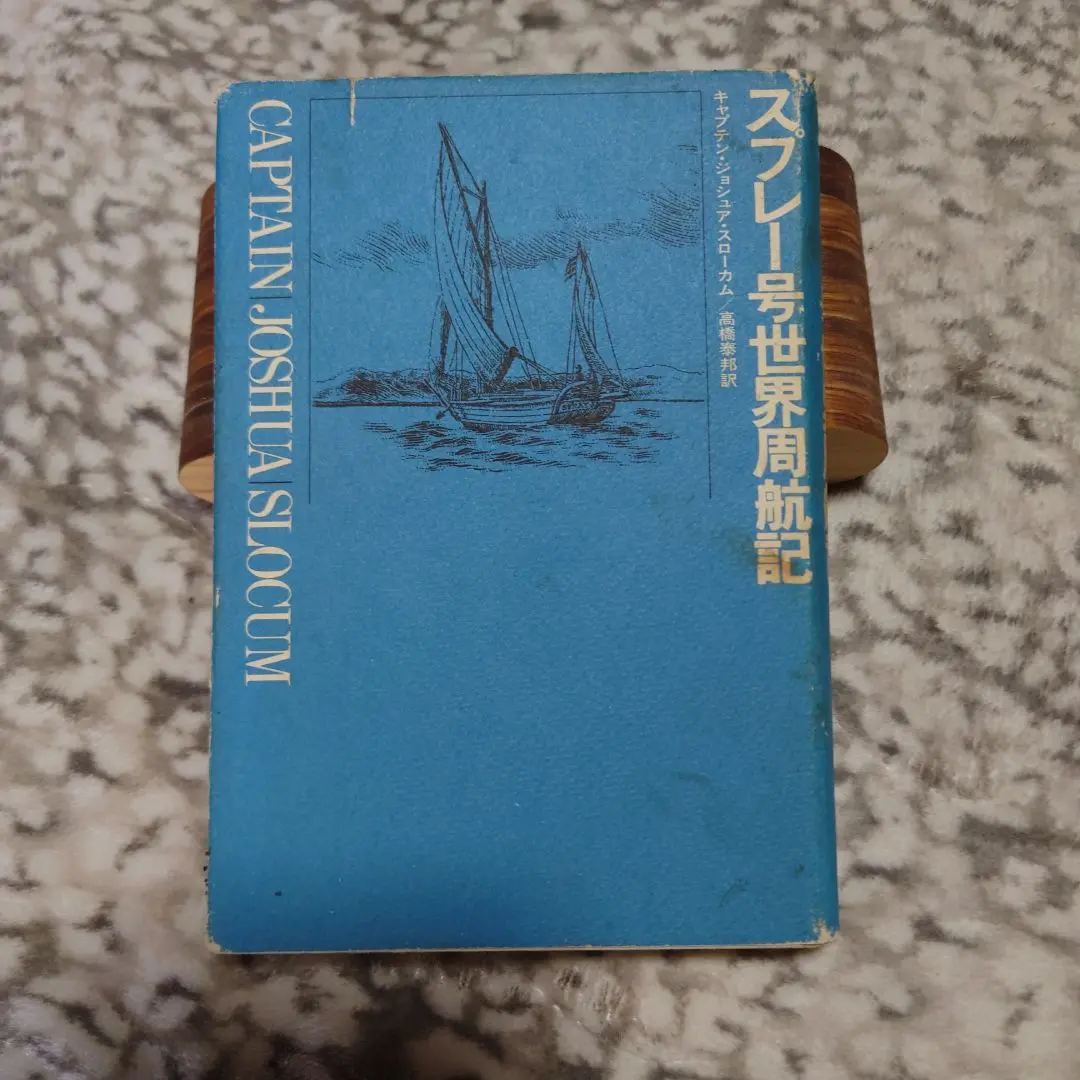 スプレー号世界周航記
キャプテン・ジョシュア・スローカム/高橋泰邦訳
CAPTAIN|JOSHUA|SLOCUM